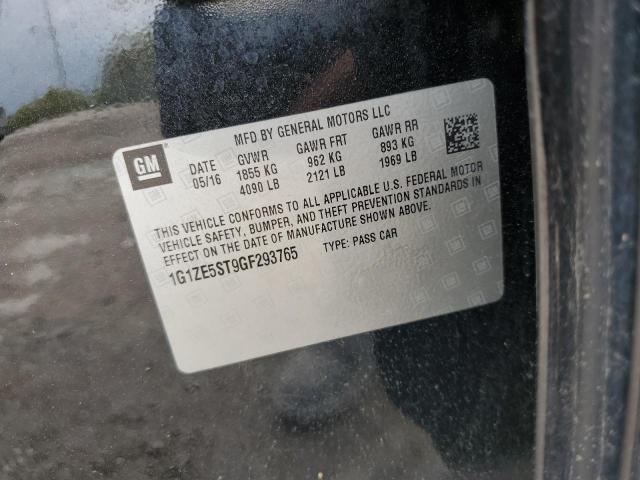 MFD BY GENERAL MOTORS LLC
GM
DATE GVWR GAWR FRT GAWR RR
05/16 1855 KG 962 KG 893 KG
4090 LB 2121 LB 1969 LB
THIS VEHICLE CONFORMS TO ALL APPLICABLE U.S. FEDERAL MOTOR
VEHICLE SAFETY, BUMPER, AND THEFT PREVENTION STANDARDS IN
EFFECT ON THE DATE OF MANUFACTURE SHOWN ABOVE.
1G1ZE5ST9GF293765 TYPE: PASS CAR